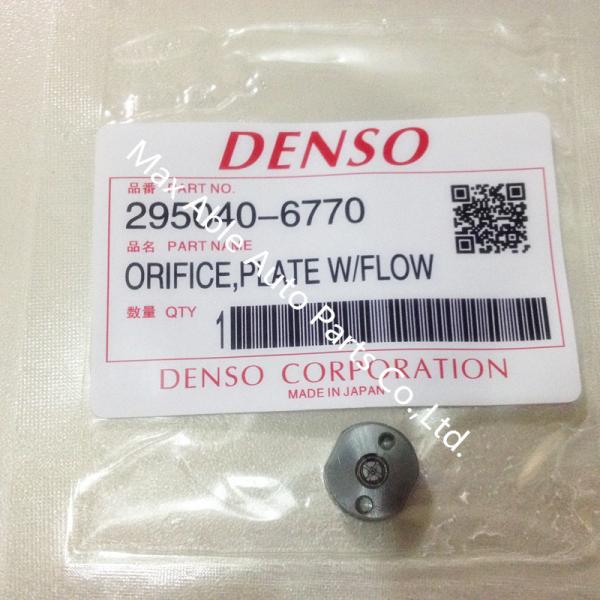 DENSO
品番 PART NO.
295040-6770
品名 PART NAME
ORIFICE,PLATE W/FLOW
数量 QTY 1
DENSO CORPORATION
MADE IN JAPAN
Max Able Auto Parts Co.,Ltd.